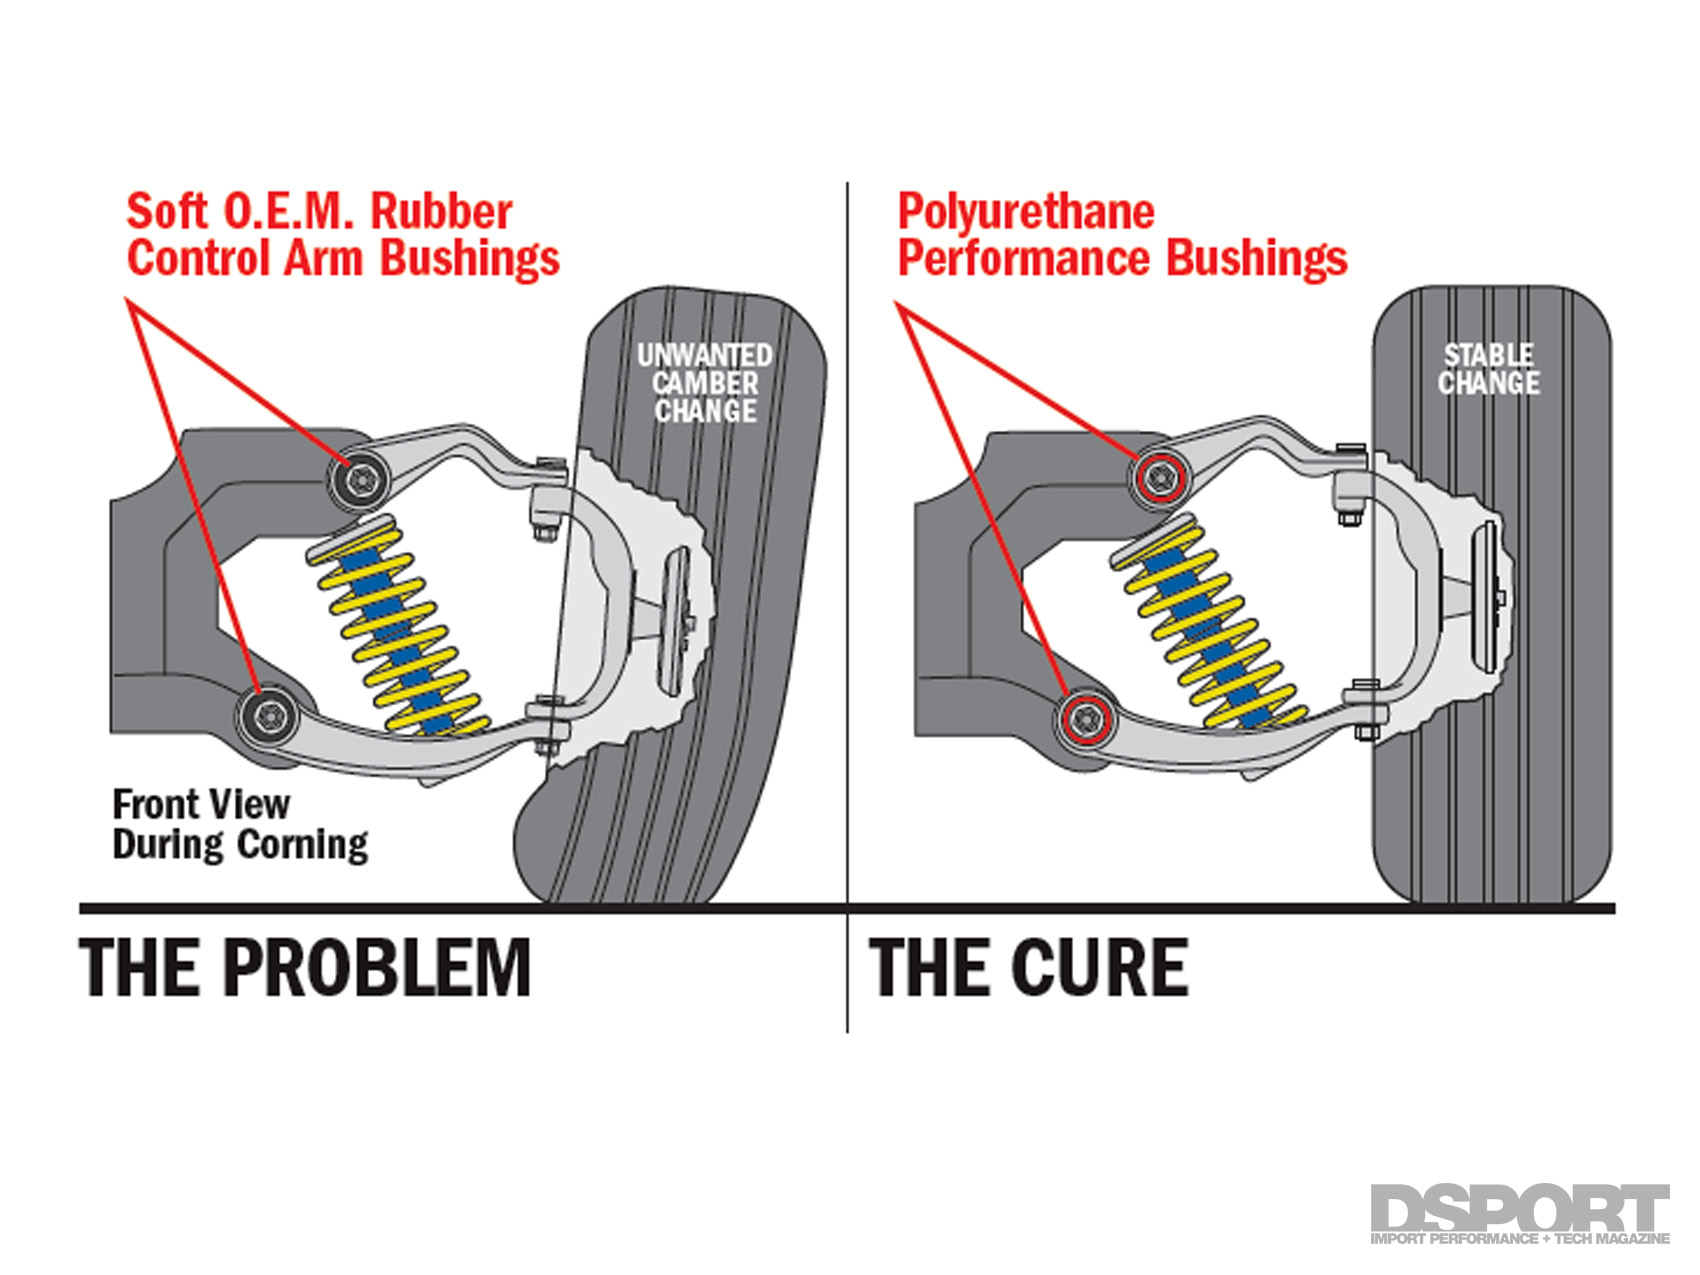 Soft O.E.M. Rubber
Control Arm Bushings
UNWANTED
CAMBER
CHANGE
Front View
During Corning
THE PROBLEM
Polyurethane
Performance Bushings
STABLE
CHANGE
THE CURE
DSPORT
IMPORT PERFORMANCE + TECH MAGAZINE